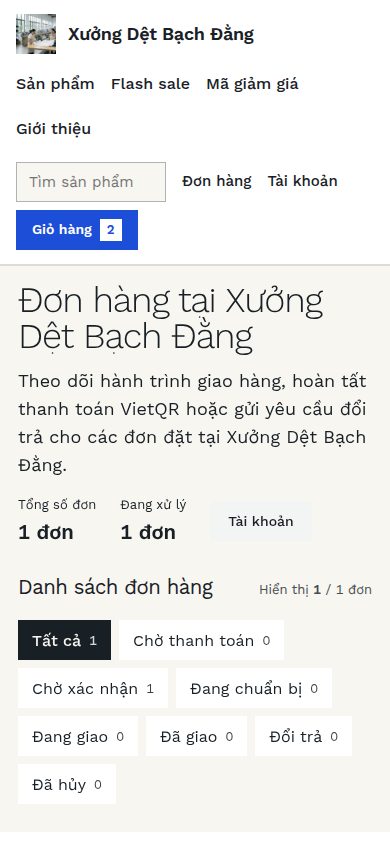 Xưởng Dệt Bạch Đằng
Sản phẩm Flash sale Mã giảm giá
Giới thiệu
Tìm sản phẩm Đơn hàng Tài khoản
Giỏ hàng 2
Đơn hàng tại Xưởng
Dệt Bạch Đằng
Theo dõi hành trình giao hàng, hoàn tất
thanh toán VietQR hoặc gửi yêu cầu đổi
trả cho các đơn đặt tại Xưởng Dệt Bạch
Đằng.
Tổng số đơn Đang xử lý
1 đơn 1 đơn Tài khoản
Danh sách đơn hàng Hiển thị 1 / 1 đơn
Tất cả 1 Chờ thanh toán 0
Chờ xác nhận 1 Đang chuẩn bị 0
Đang giao 0 Đã giao 0 Đổi trả 0
Đã hủy 0